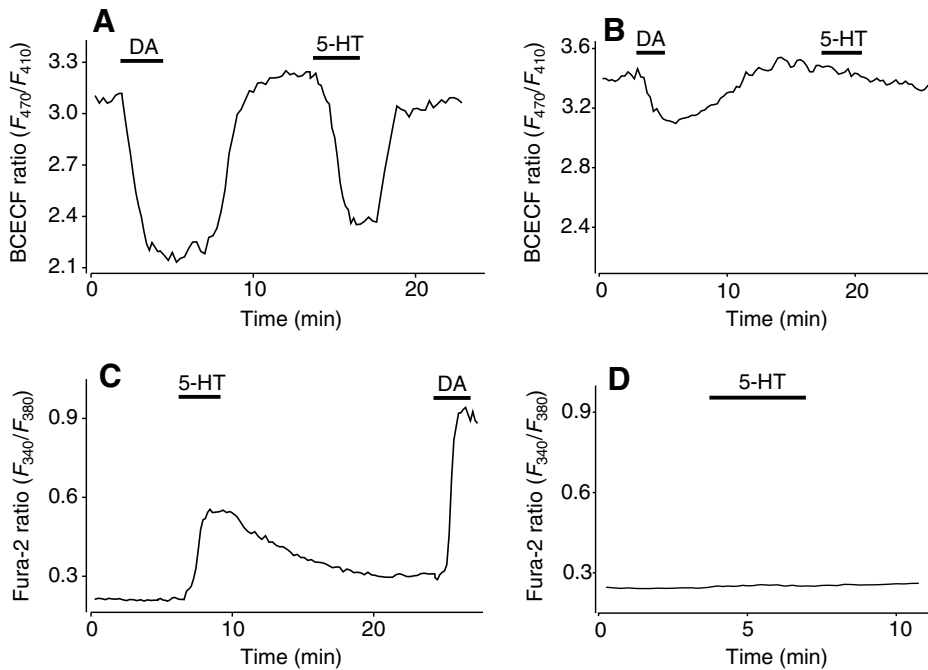 A
DA
5-HT
BCECF ratio (F470/F410)
3.3
3.0
2.7
2.4
2.1
0
10
20
Time (min)
B
DA
5-HT
BCECF ratio (F470/F410)
3.6
3.2
2.8
2.4
0
10
20
Time (min)
C
5-HT
DA
Fura-2 ratio (F340/F380)
0.9
0.6
0.3
0
10
20
Time (min)
D
5-HT
Fura-2 ratio (F340/F380)
0.9
0.6
0.3
0
5
10
Time (min)